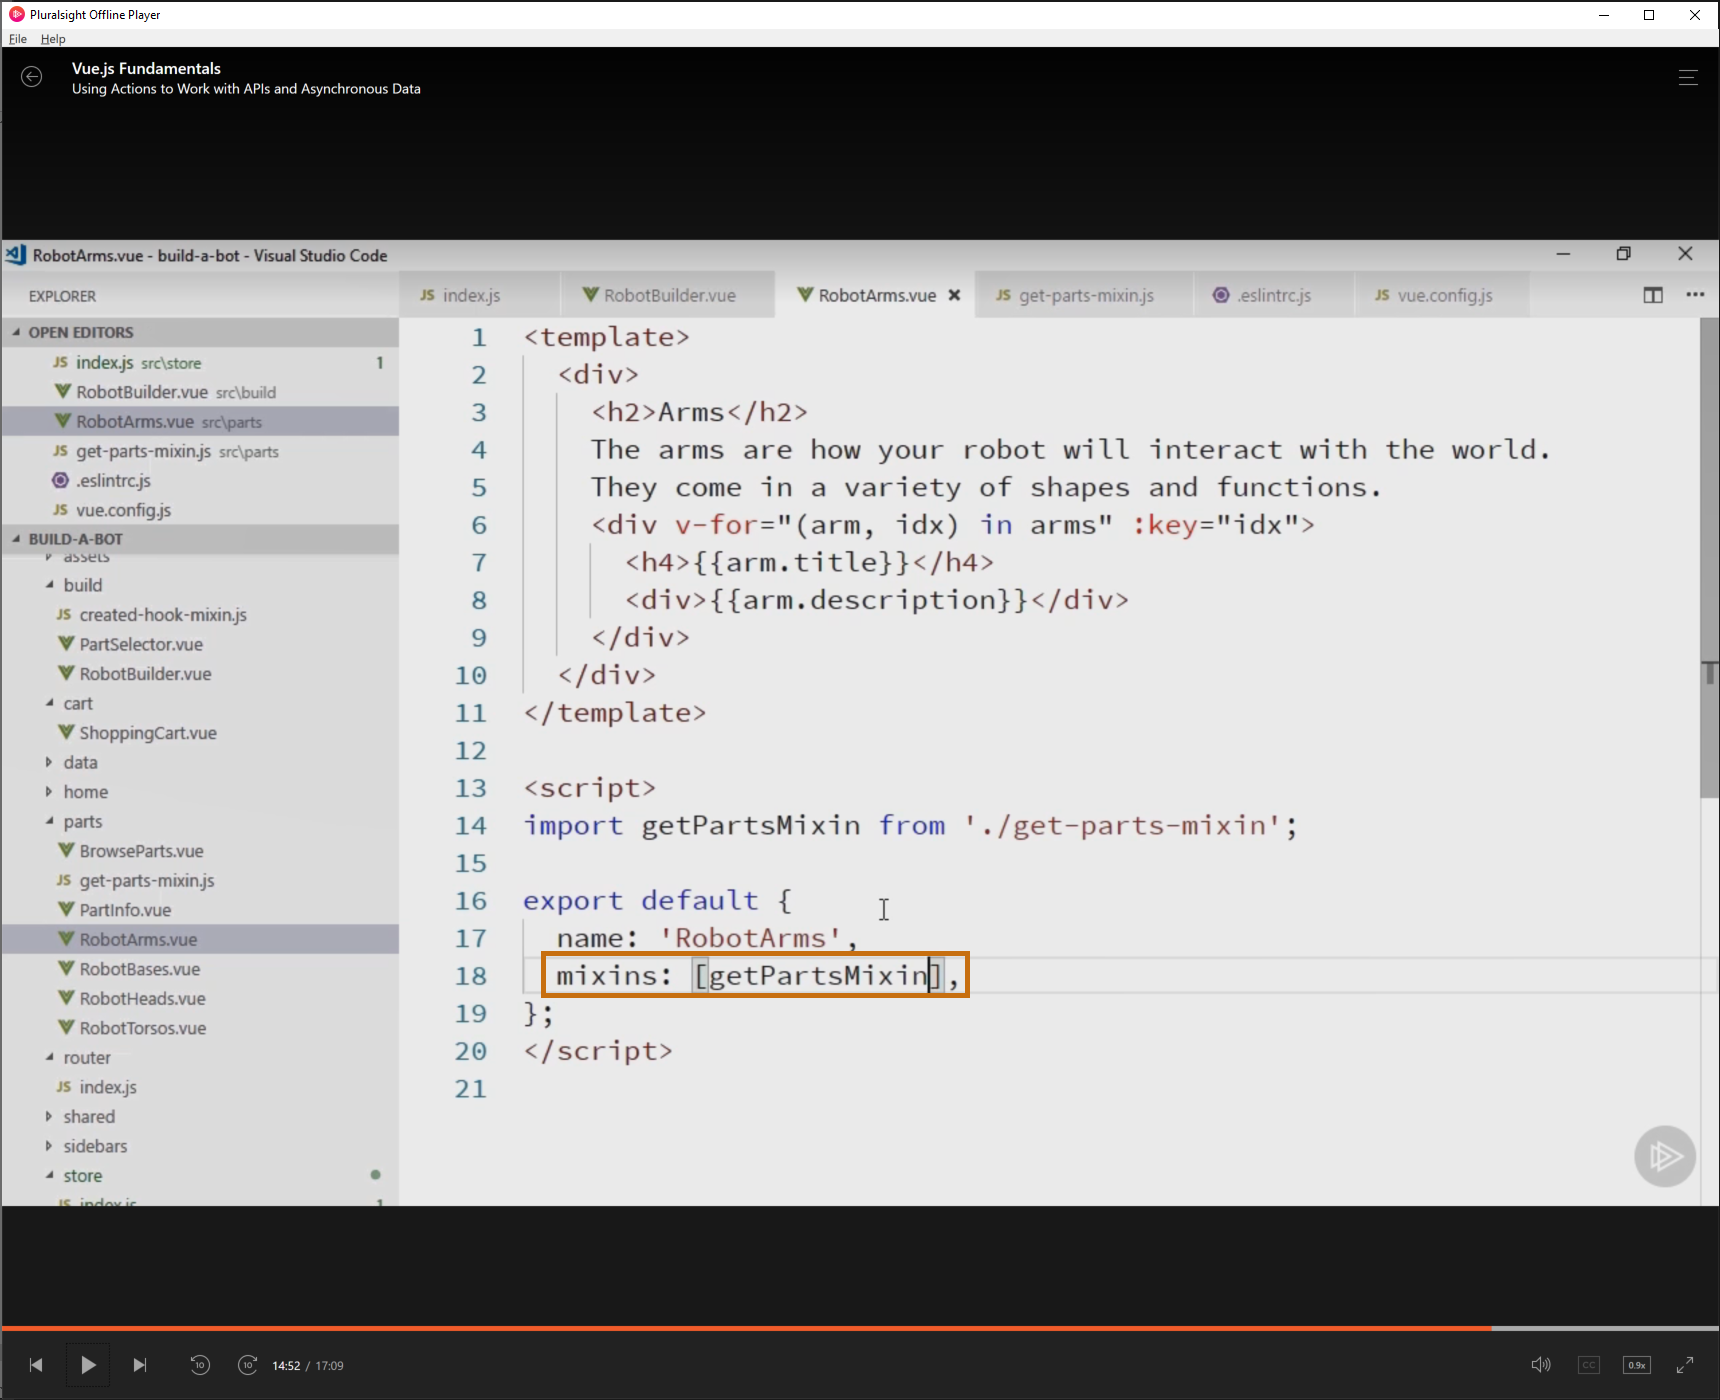 Pluralsight Offline Player
File Help
Vue.js Fundamentals
Using Actions to Work with APIs and Asynchronous Data
RobotArms.vue - build-a-bot - Visual Studio Code
EXPLORER
index.js
RobotBuilder.vue
RobotArms.vue
JS get-parts-mixin.js
.eslintrc.js
JS vue.config.js
OPEN EDITORS
JS index.js src\store 1
RobotBuilder.vue src\build
RobotArms.vue src\parts
JS get-parts-mixin.js src\parts
.eslintrc.js
JS vue.config.js
BUILD-A-BOT
assets
build
JS created-hook-mixin.js
PartSelector.vue
RobotBuilder.vue
cart
ShoppingCart.vue
data
home
parts
BrowseParts.vue
JS get-parts-mixin.js
PartInfo.vue
RobotArms.vue
RobotBases.vue
RobotHeads.vue
RobotTorsos.vue
router
JS index.js
shared
sidebars
store
JS index.js 1
1 <template>
2 <div>
3 <h2>Arms</h2>
4 The arms are how your robot will interact with the world.
5 They come in a variety of shapes and functions.
6 <div v-for="(arm, idx) in arms" :key="idx">
7 <h4>{{arm.title}}</h4>
8 <div>{{arm.description}}</div>
9 </div>
10 </div>
11 </template>
12
13 <script>
14 import getPartsMixin from './get-parts-mixin';
15
16 export default {
17 name: 'RobotArms',
18 mixins: [getPartsMixin],
19 };
20 </script>
21
10 10 14:52 / 17:09 CC 0.9x